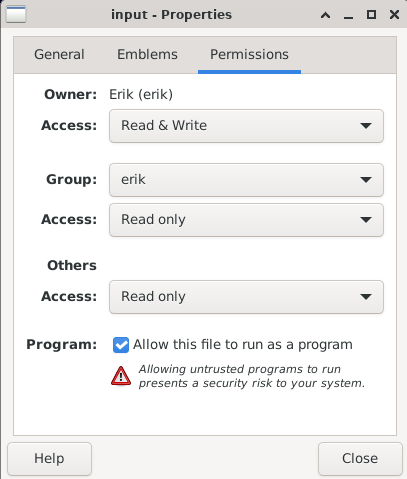 input - Properties
General Emblems Permissions
Owner: Erik (erik)
Access: Read & Write
Group: erik
Access: Read only
Others
Access: Read only
Program: Allow this file to run as a program
Allowing untrusted programs to run
presents a security risk to your system.
Help Close